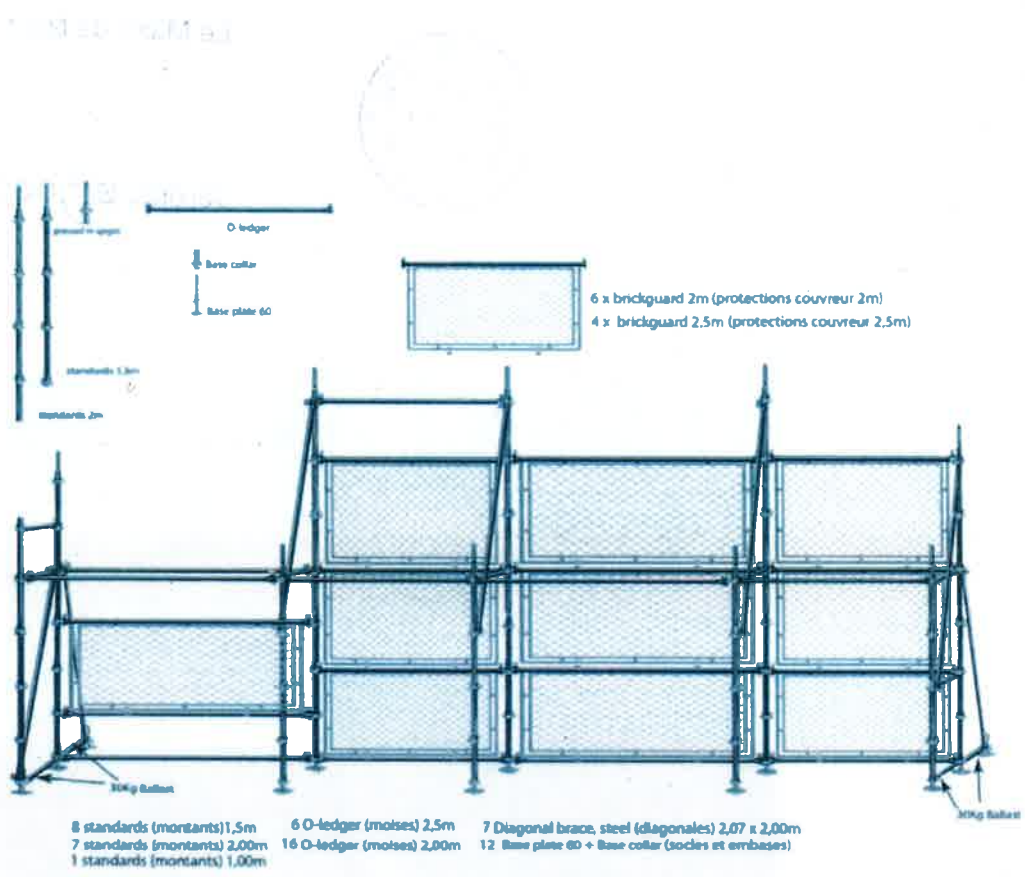 O-ledger
Base collar
Base plate 60
6 x brickguard 2m (protections couvreur 2m)
4 x brickguard 2,5m (protections couvreur 2,5m)
standards 1,5m
standards 2m
30Kg Ballast
30Kg Ballast
8 standards (montants)1,5m
7 standards (montants) 2,00m
1 standards (montants) 1,00m
6 O-ledger (moises) 2,5m
16 O-ledger (moises) 2,00m
7 Diagonal brace, steel (diagonales) 2,07 x 2,00m
12 Base plate 60 + Base collar (socles et embases)